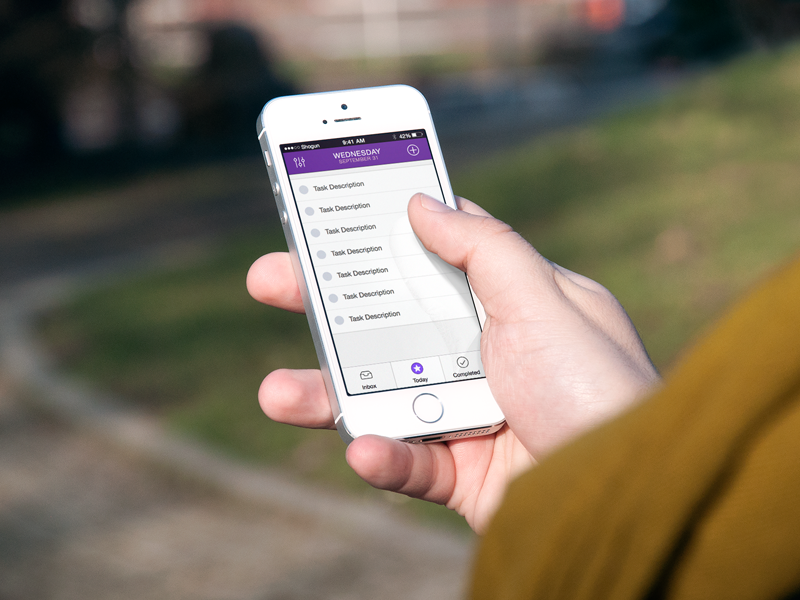 Shogun 9:41 AM 42%
WEDNESDAY
SEPTEMBER 31
Task Description
Task Description
Task Description
Task Description
Task Description
Task Description
Task Description
Inbox Today Completed